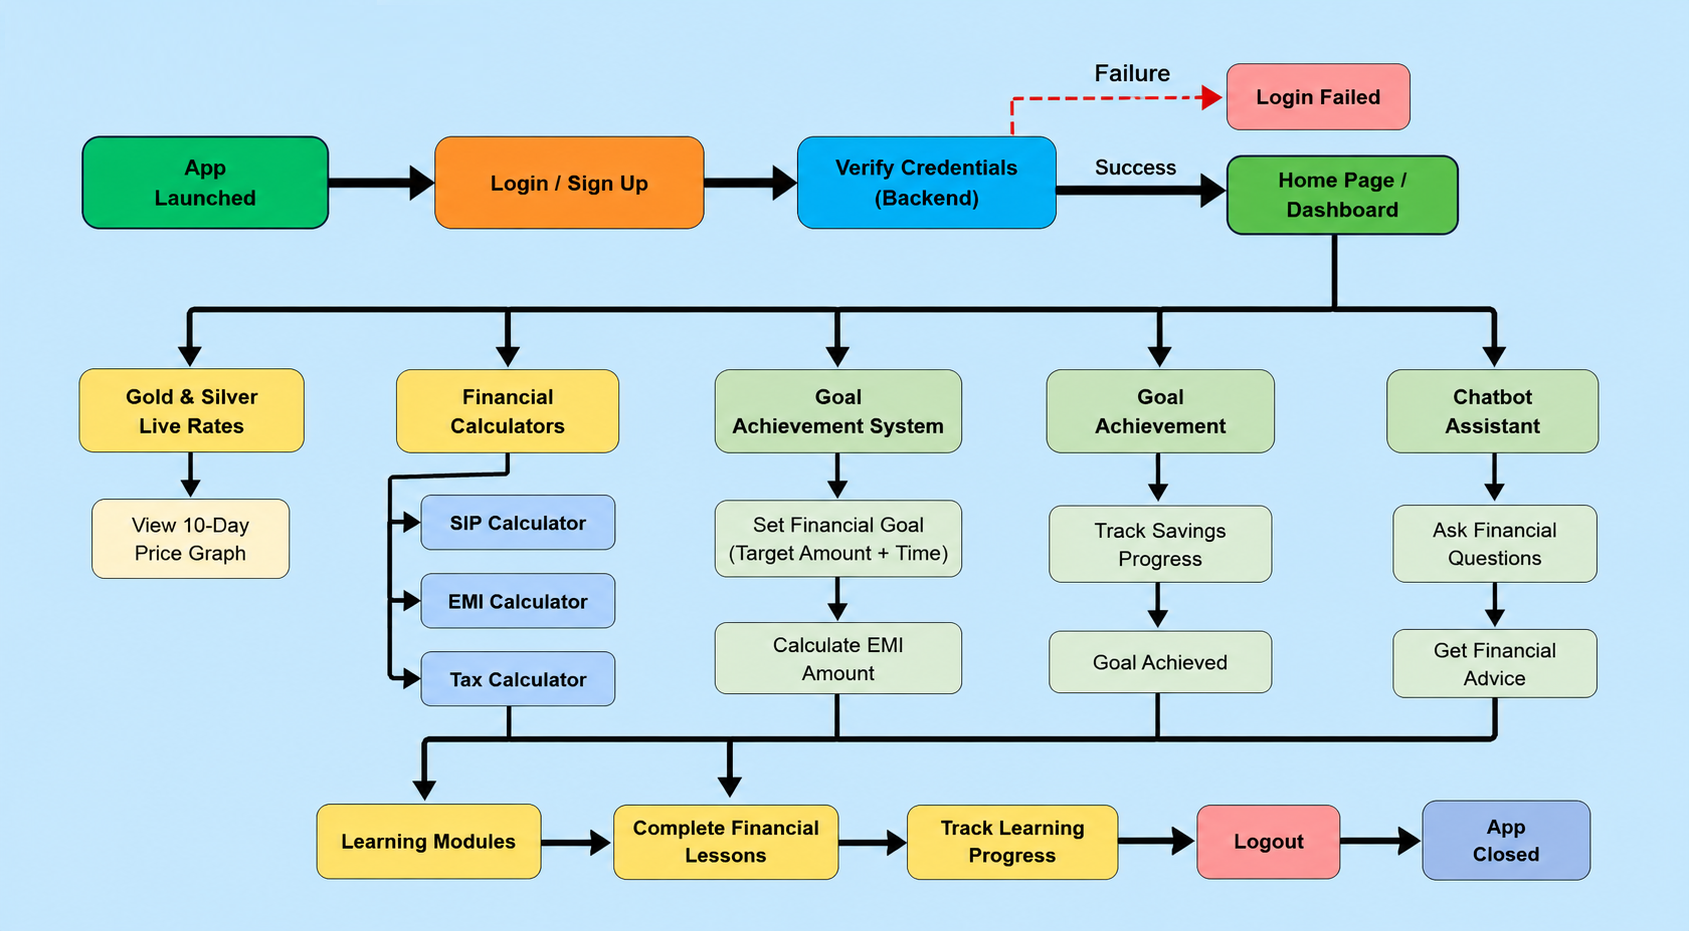 Failure
Login Failed
App
Launched
Login / Sign Up
Verify Credentials
(Backend)
Success
Home Page /
Dashboard
Gold & Silver
Live Rates
Financial
Calculators
Goal
Achievement System
Goal
Achievement
Chatbot
Assistant
View 10-Day
Price Graph
SIP Calculator
EMI Calculator
Tax Calculator
Set Financial Goal
(Target Amount + Time)
Calculate EMI
Amount
Track Savings
Progress
Goal Achieved
Ask Financial
Questions
Get Financial
Advice
Learning Modules
Complete Financial
Lessons
Track Learning
Progress
Logout
App
Closed